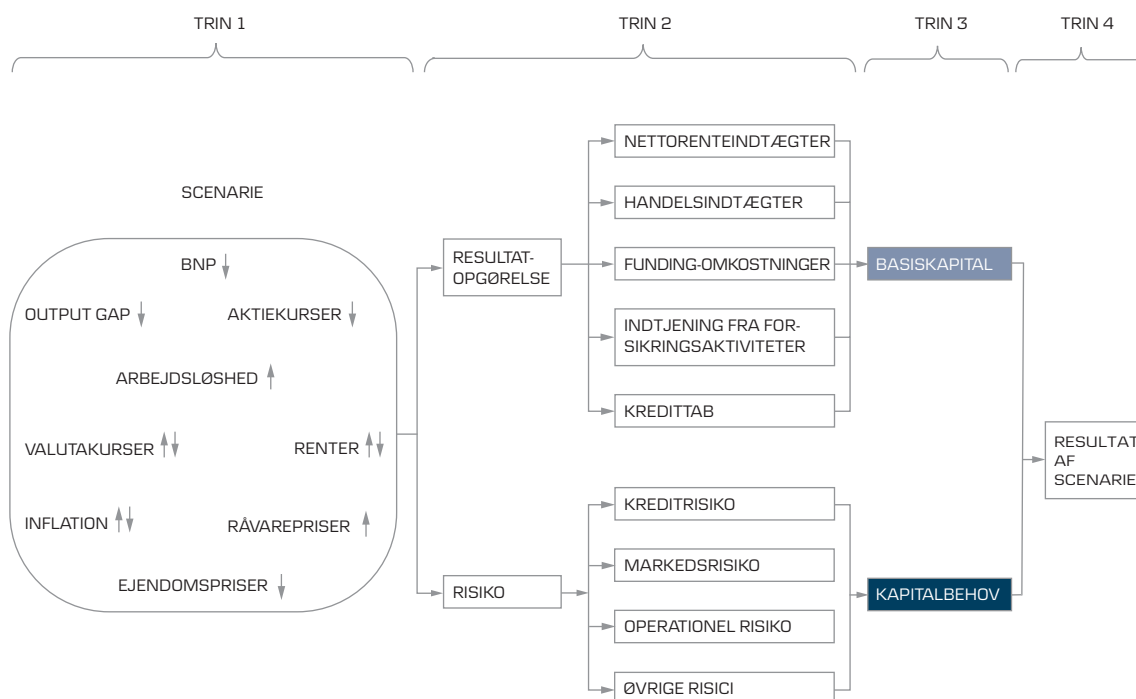 TRIN 1
TRIN 2
TRIN 3
TRIN 4
SCENARIE
BNP
OUTPUT GAP
AKTIEKURSER
ARBEJDSLØSHED
VALUTAKURSER
RENTER
INFLATION
RÅVAREPRISER
EJENDOMSPRISER
RESULTAT-
OPGØRELSE
RISIKO
NETTORENTEINDTÆGTER
HANDELSINDTÆGTER
FUNDING-OMKOSTNINGER
INDTJENING FRA FOR-
SIKRINGSAKTIVITETER
KREDITTAB
KREDITRISIKO
MARKEDSRISIKO
OPERATIONEL RISIKO
ØVRIGE RISICI
BASISKAPITAL
KAPITALBEHOV
RESULTAT
AF
SCENARIE